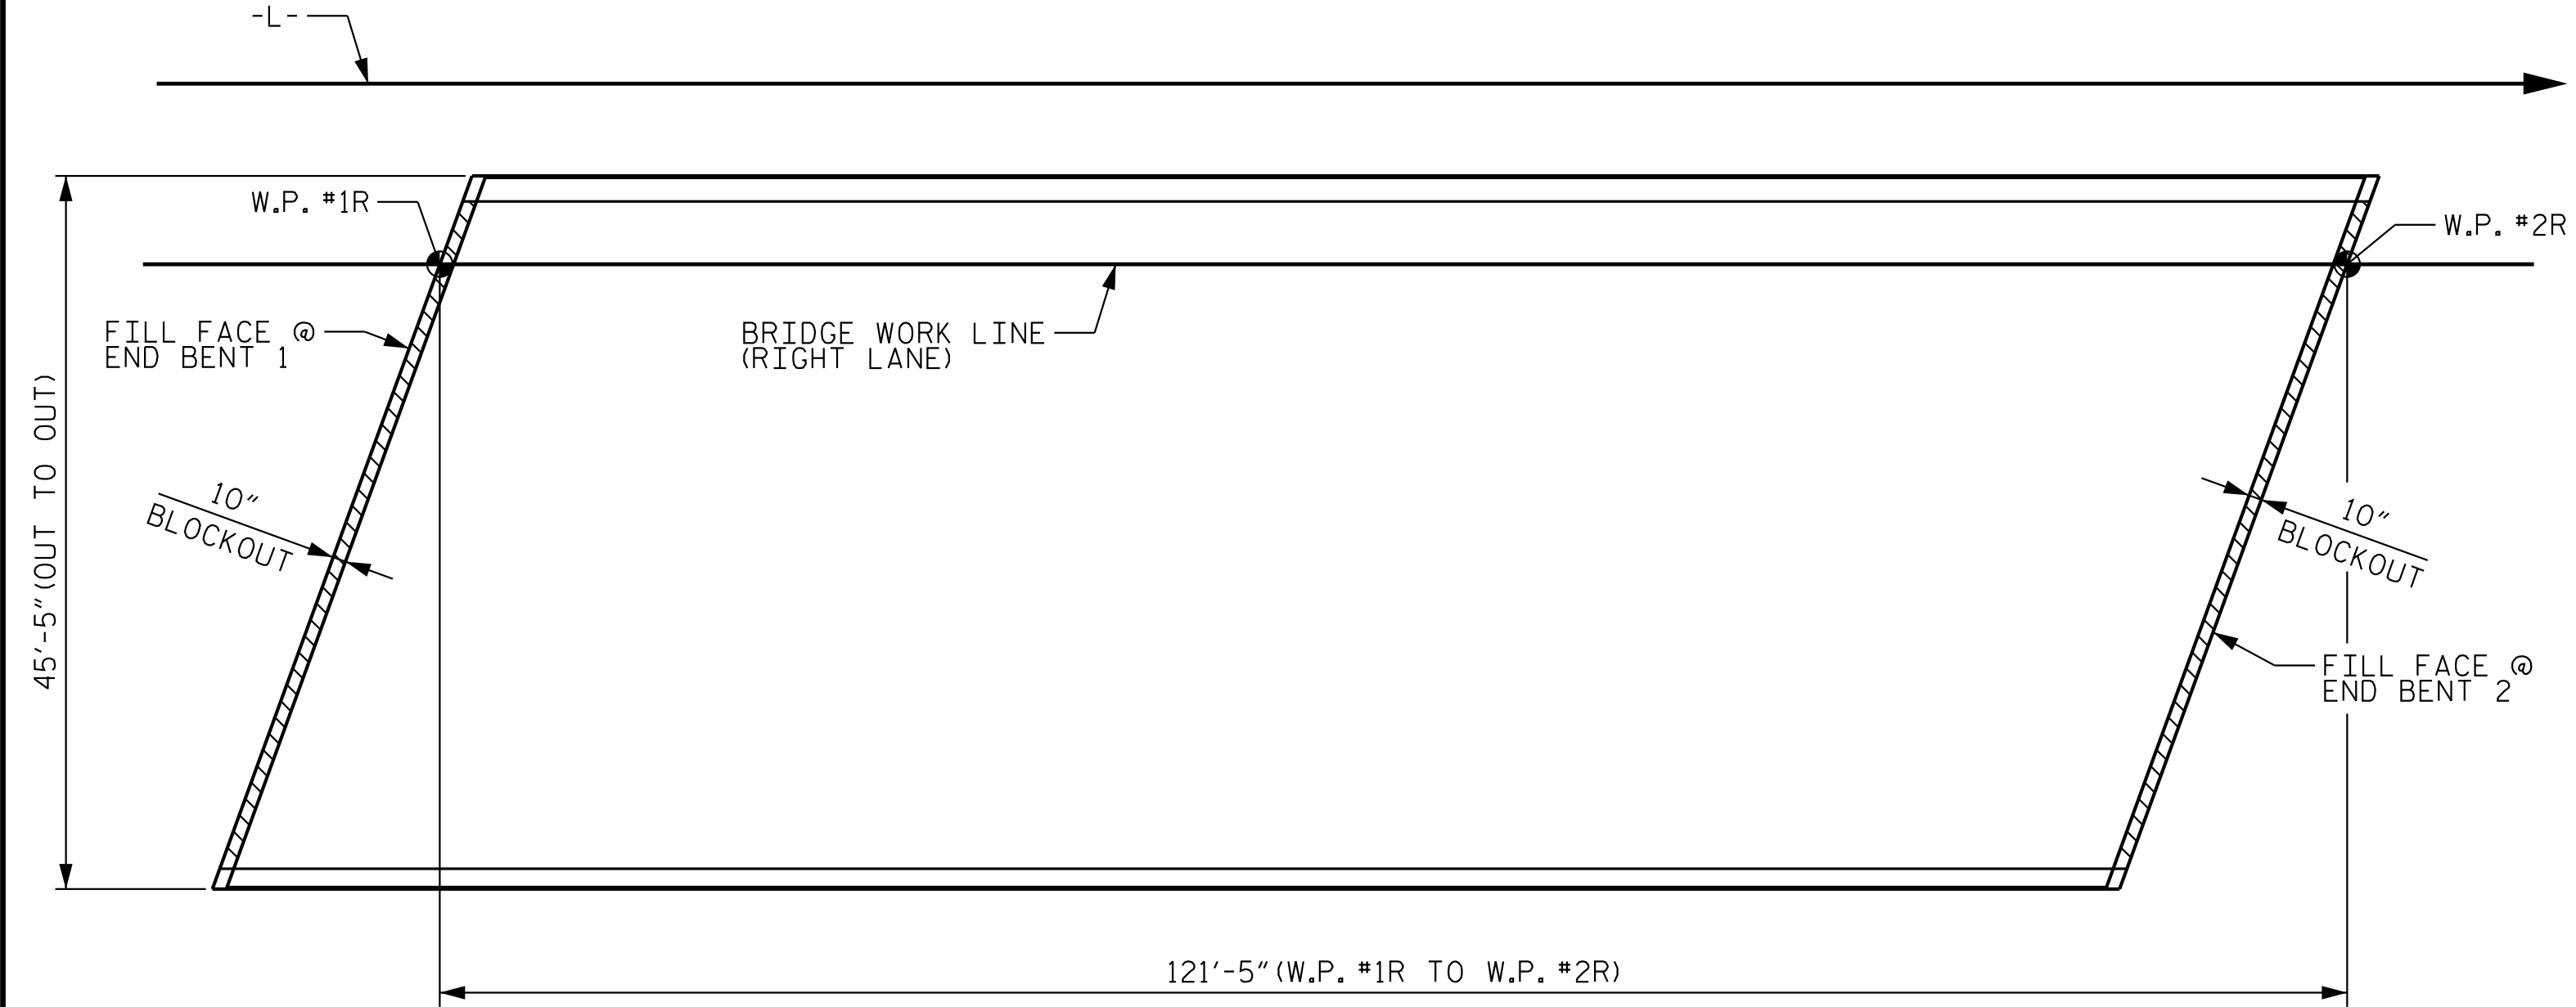 -L-
W.P. #1R
W.P. #2R
FILL FACE @
END BENT 1
BRIDGE WORK LINE
(RIGHT LANE)
45'-5"(OUT TO OUT)
10"
BLOCKOUT
10"
BLOCKOUT
FILL FACE @
END BENT 2
121'-5"(W.P. #1R TO W.P. #2R)